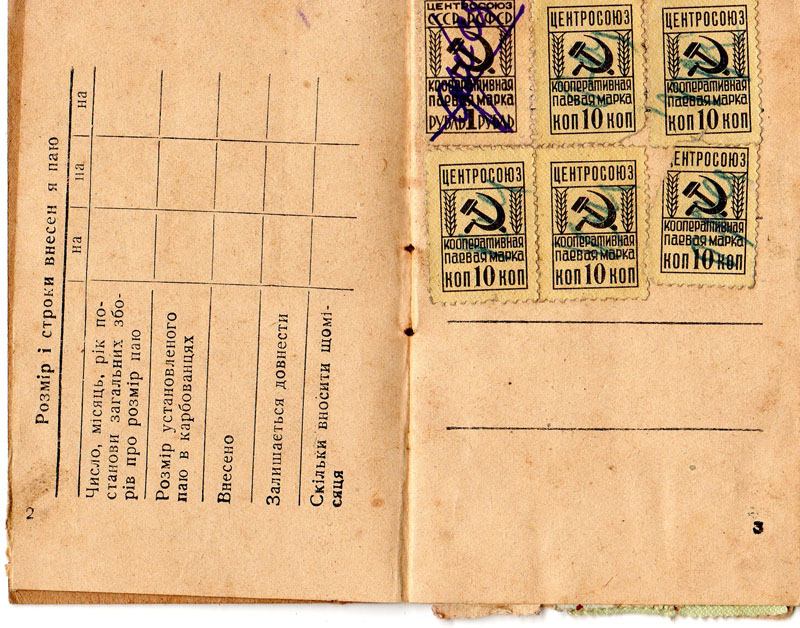 Розмір і строки внесен я паю
на
на
на
Число, місяць, рік по-
станови загальних збо-
рів про розмір паю
Розмір установленого
паю в карбованцях
Внесено
Залишається довнести
Скільки вносити щомі-
сяця
2
ЦЕНТРОСОЮЗ
СССР РСФСР
КООПЕРАТИВНАЯ
ПАЕВАЯ МАРКА
РУБЛЬ 1 РУБЛЬ
ЦЕНТРОСОЮЗ
КООПЕРАТИВНАЯ
ПАЕВАЯ МАРКА
КОП 10 КОП
ЦЕНТРОСОЮЗ
КООПЕРАТИВНАЯ
ПАЕВАЯ МАРКА
КОП 10 КОП
ЦЕНТРОСОЮЗ
КООПЕРАТИВНАЯ
ПАЕВАЯ МАРКА
КОП 10 КОП
ЦЕНТРОСОЮЗ
КООПЕРАТИВНАЯ
ПАЕВАЯ МАРКА
КОП 10 КОП
ЦЕНТРОСОЮЗ
КООПЕРАТИВНАЯ
ПАЕВАЯ МАРКА
КОП 10 КОП
3